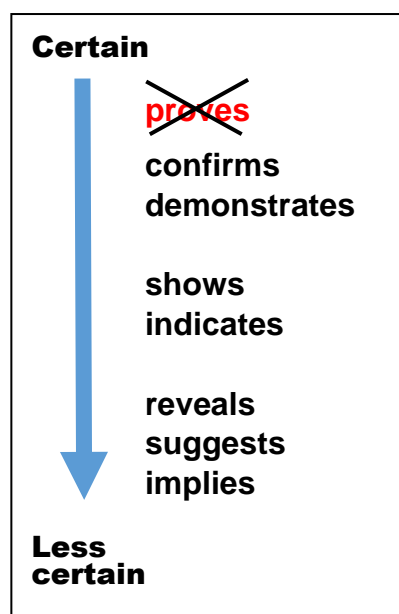 Certain
proves
confirms
demonstrates
shows
indicates
reveals
suggests
implies
Less
certain